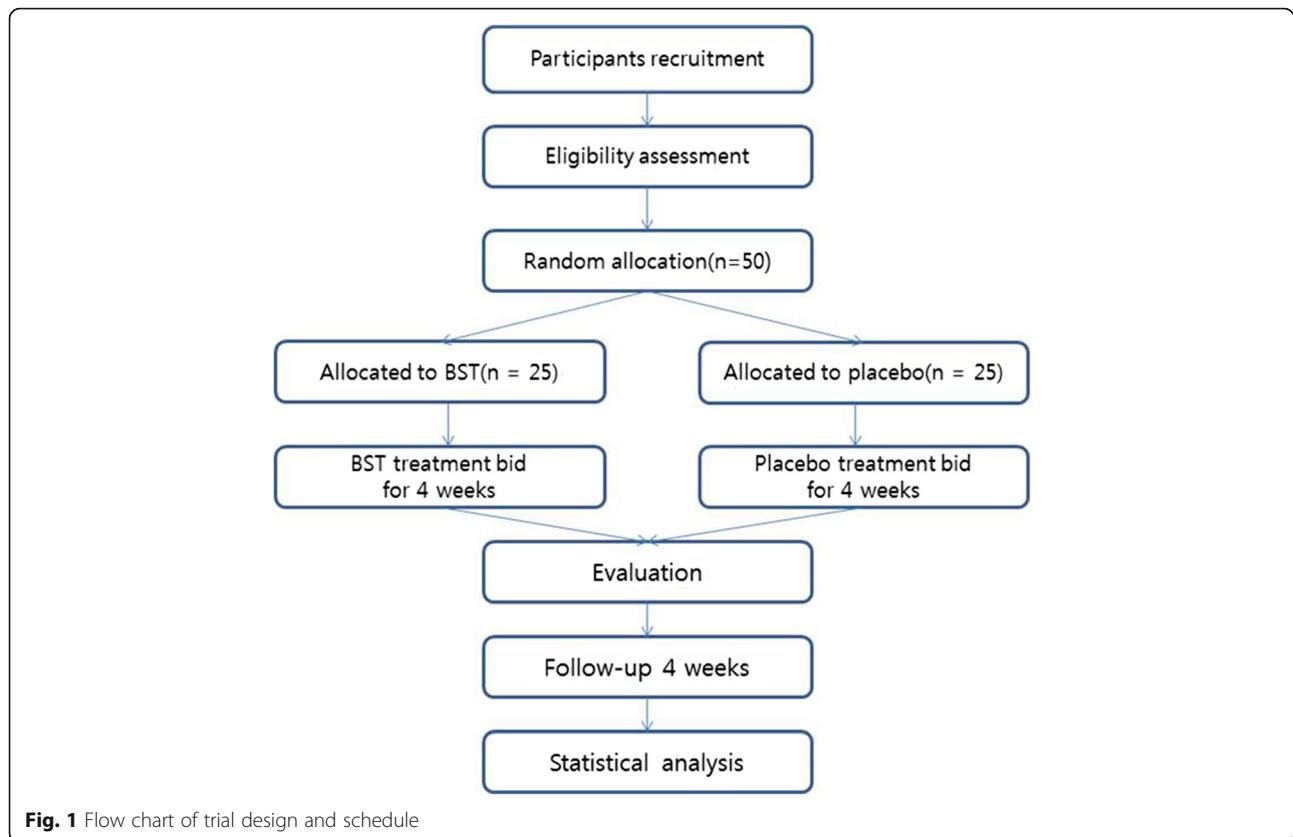 Participants recruitment
Eligibility assessment
Random allocation(n=50)
Allocated to BST(n = 25)
Allocated to placebo(n = 25)
BST treatment bid
for 4 weeks
Placebo treatment bid
for 4 weeks
Evaluation
Follow-up 4 weeks
Statistical analysis
Fig. 1 Flow chart of trial design and schedule